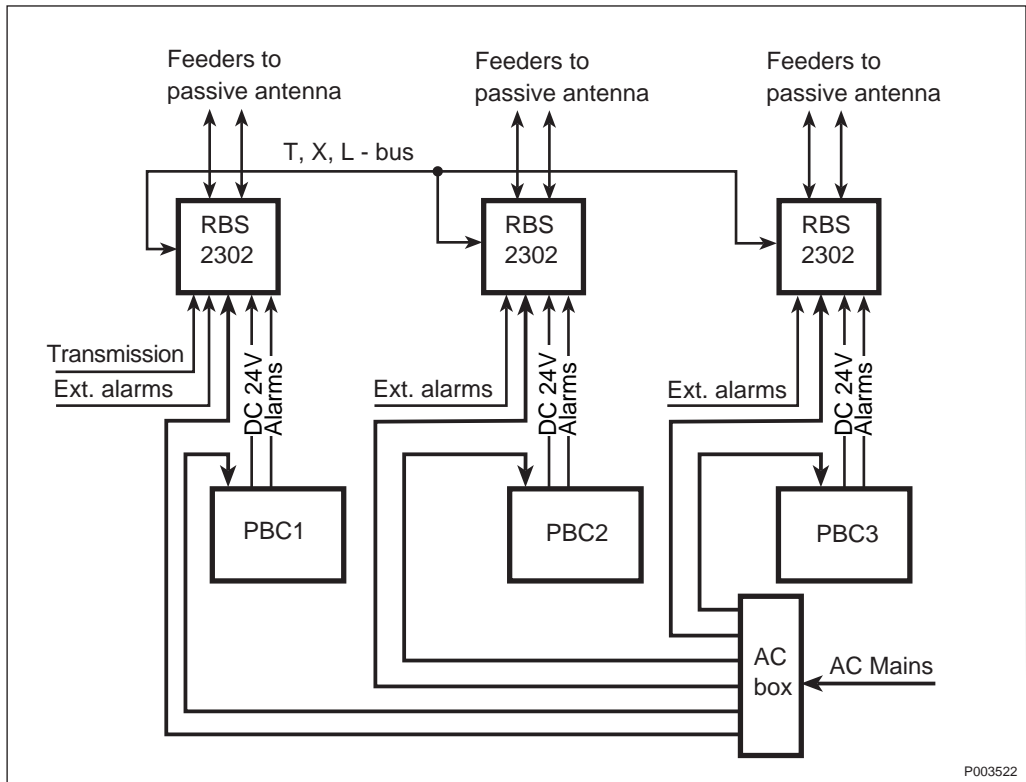 Feeders to
passive antenna
Feeders to
passive antenna
Feeders to
passive antenna
T, X, L - bus
RBS
2302
RBS
2302
RBS
2302
Transmission
Ext. alarms
DC 24V
Alarms
Ext. alarms
DC 24V
Alarms
Ext. alarms
DC 24V
Alarms
PBC1
PBC2
PBC3
AC
box
AC Mains
P003522